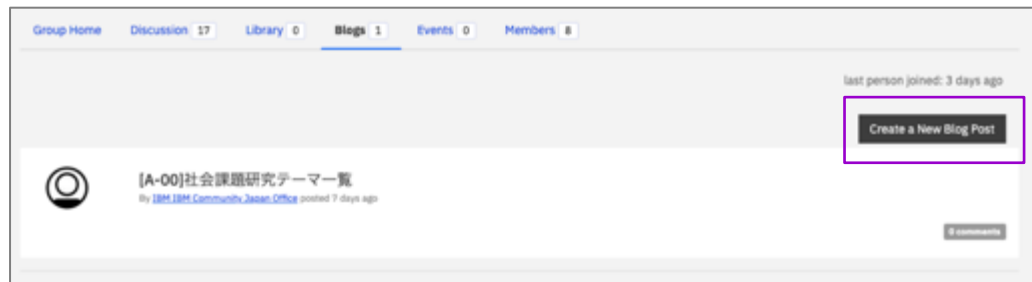 Group Home Discussion 17 Library 0 Blogs 1 Events 0 Members 8
last person joined: 3 days ago
Create a New Blog Post
[A-00]社会課題研究テーマ一覧
By IBM IBM Community Japan Office posted 7 days ago
0 comments